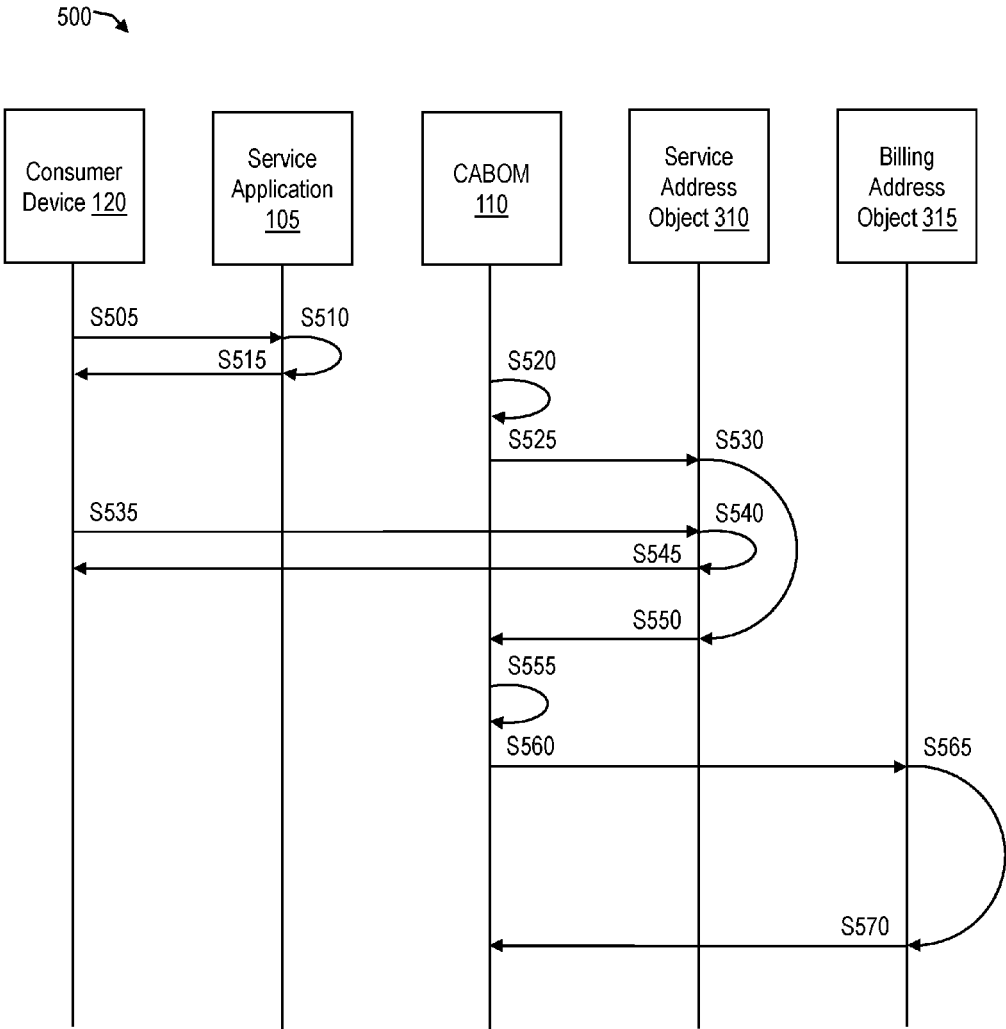 500
Consumer
Device 120
Service
Application
105
CABOM
110
Service
Address
Object 310
Billing
Address
Object 315
S505
S510
S515
S520
S525
S530
S535
S540
S545
S550
S555
S560
S565
S570